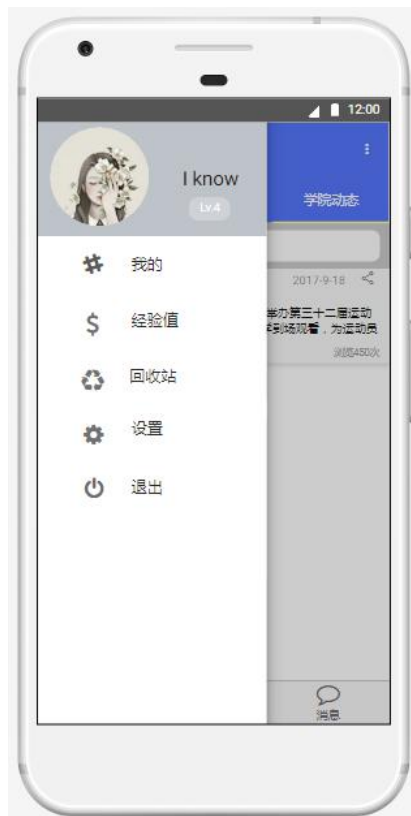 12:00
I know
Lv.4
学院动态
我的
2017-9-18
经验值
举办第三十二届运动
学到场观看，为运动员
浏览450次
回收站
设置
退出
消息